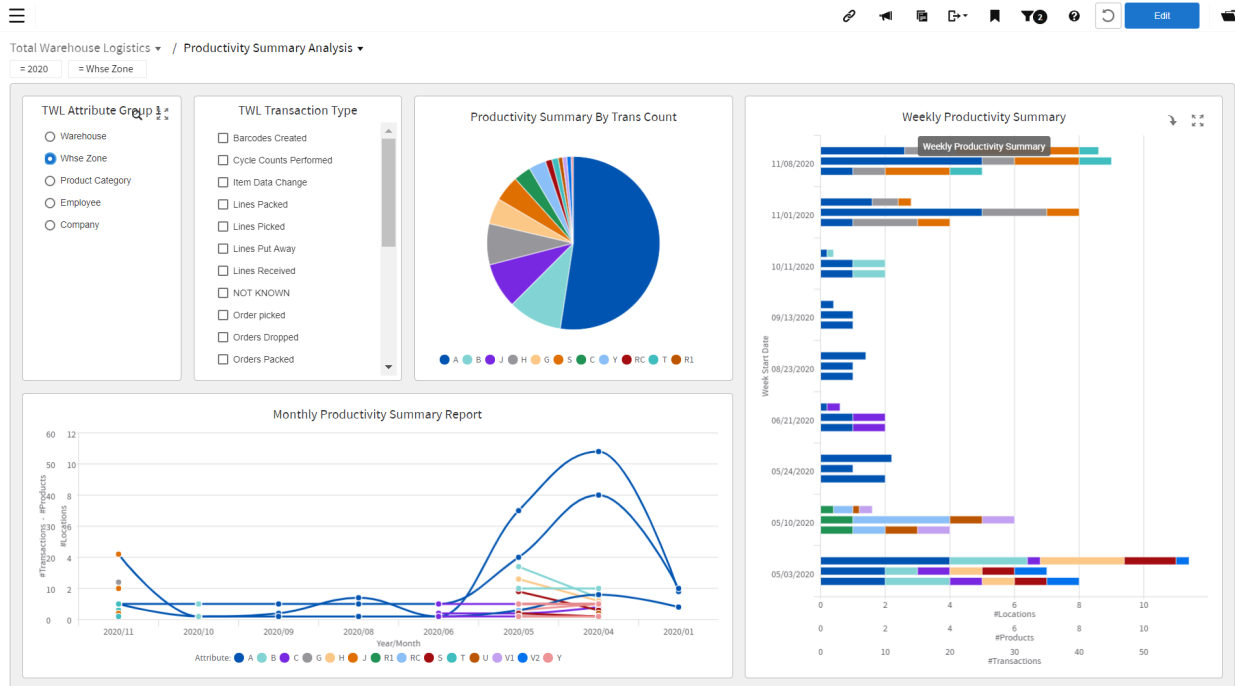 2
Edit
Total Warehouse Logistics / Productivity Summary Analysis
= 2020 = Whse Zone
TWL Attribute Group 1
Warehouse
Whse Zone
Product Category
Employee
Company
TWL Transaction Type
Barcodes Created
Cycle Counts Performed
Item Data Change
Lines Packed
Lines Picked
Lines Put Away
Lines Received
NOT KNOWN
Order picked
Orders Dropped
Orders Packed
Productivity Summary By Trans Count
A B J H G S C Y RC T R1
Weekly Productivity Summary
Weekly Productivity Summary
Week Start Date
11/08/2020
11/01/2020
10/11/2020
09/13/2020
08/23/2020
06/21/2020
05/24/2020
05/10/2020
05/03/2020
0 2 4 6 8 10
#Locations
0 2 4 6 8 10
#Products
0 10 20 30 40 50
#Transactions
Monthly Productivity Summary Report
#Transactions - #Products
#Locations
60 12
50 10
40 8
30 6
20 4
10 2
0 0
2020/11 2020/10 2020/09 2020/08 2020/06 2020/05 2020/04 2020/01
Year/Month
Attribute: A B C G H J R1 RC S T U V1 V2 Y